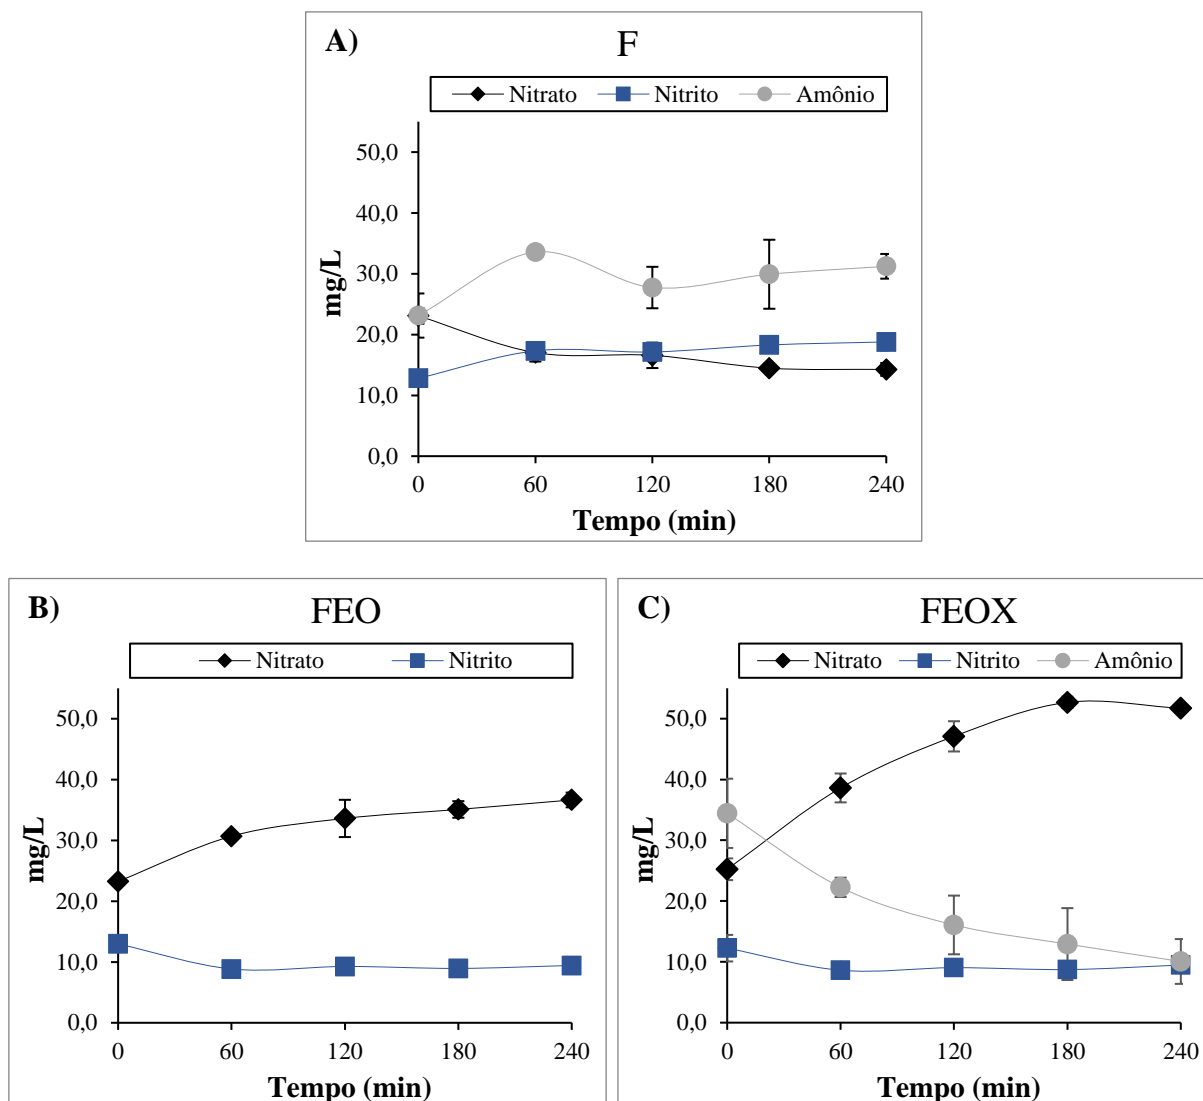 A) F
Nitrato Nitrito Amônio
50,0
40,0
30,0
20,0
10,0
0,0
mg/L
0 60 120 180 240
Tempo (min)
B) FEO
Nitrato Nitrito
50,0
40,0
30,0
20,0
10,0
0,0
mg/L
0 60 120 180 240
Tempo (min)
C) FEOX
Nitrato Nitrito Amônio
50,0
40,0
30,0
20,0
10,0
0,0
mg/L
0 60 120 180 240
Tempo (min)